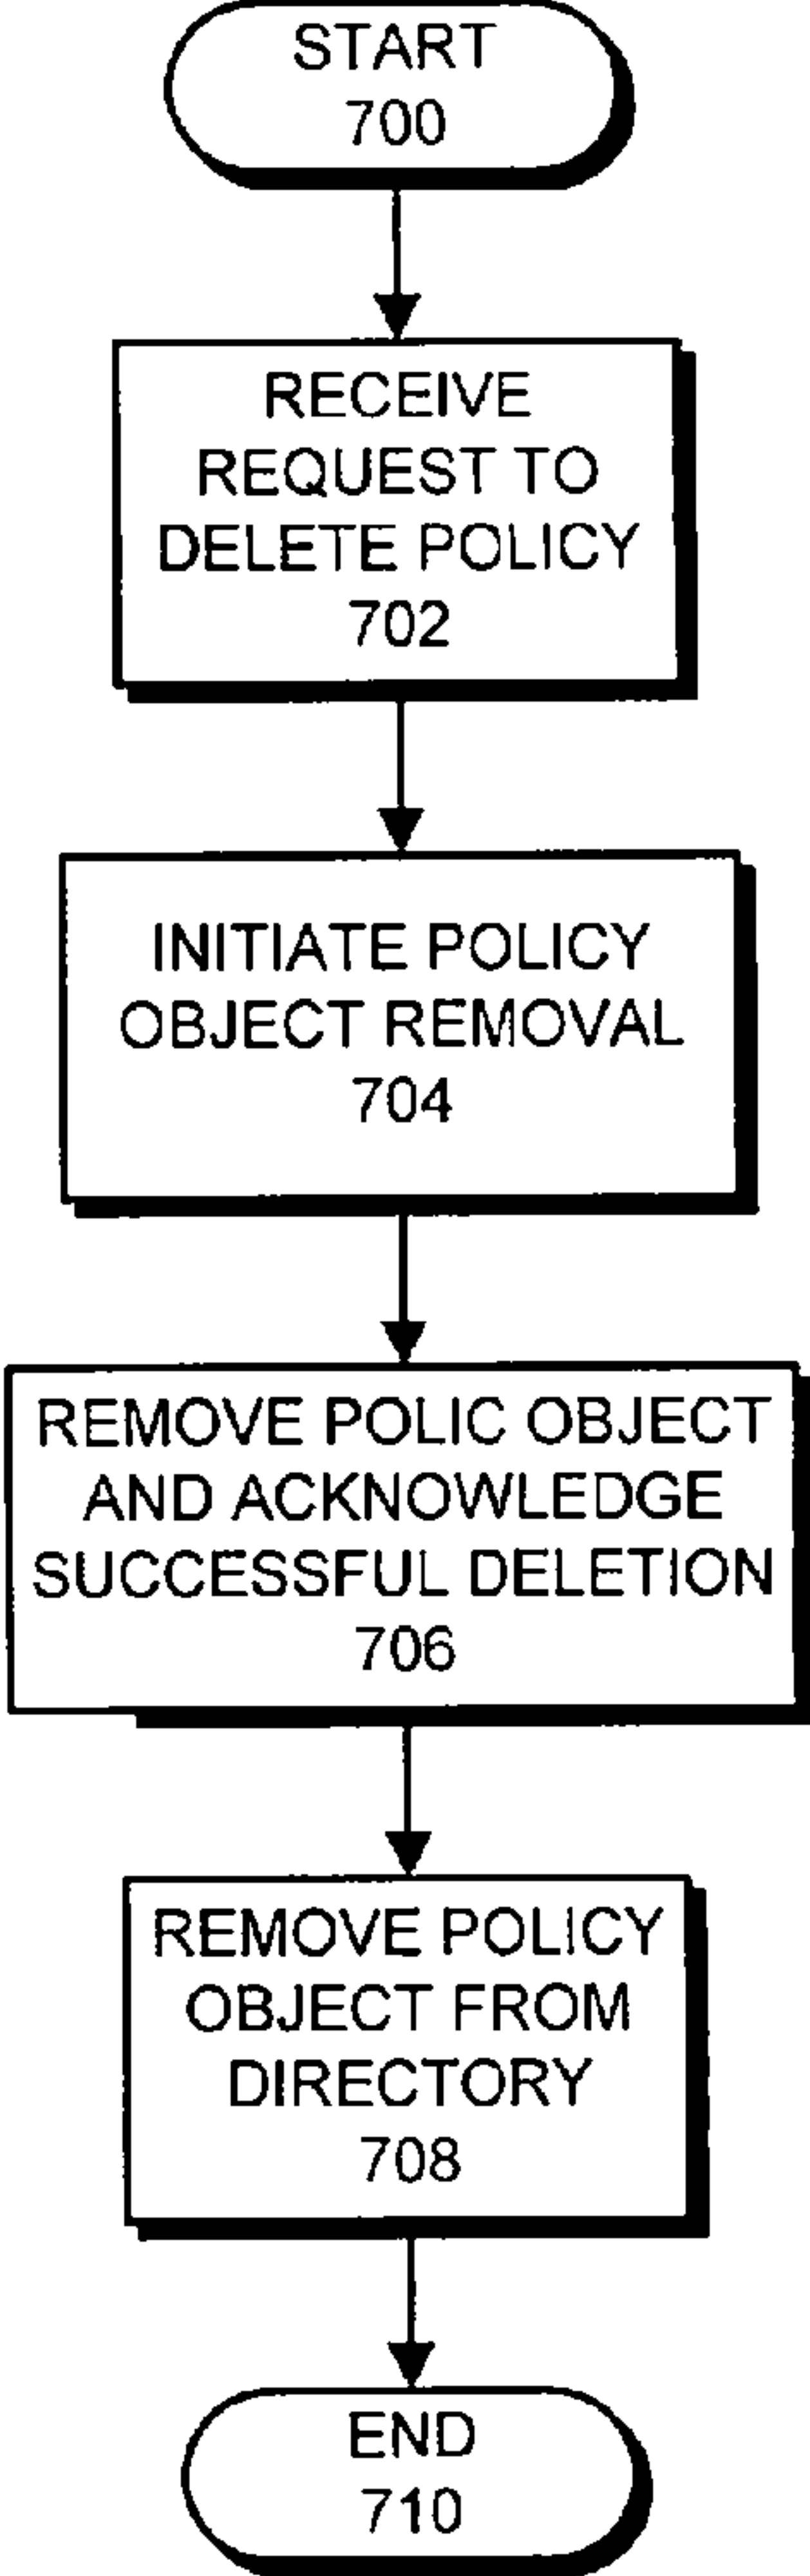 START
700
RECEIVE
REQUEST TO
DELETE POLICY
702
INITIATE POLICY
OBJECT REMOVAL
704
REMOVE POLIC OBJECT
AND ACKNOWLEDGE
SUCCESSFUL DELETION
706
REMOVE POLICY
OBJECT FROM
DIRECTORY
708
END
710